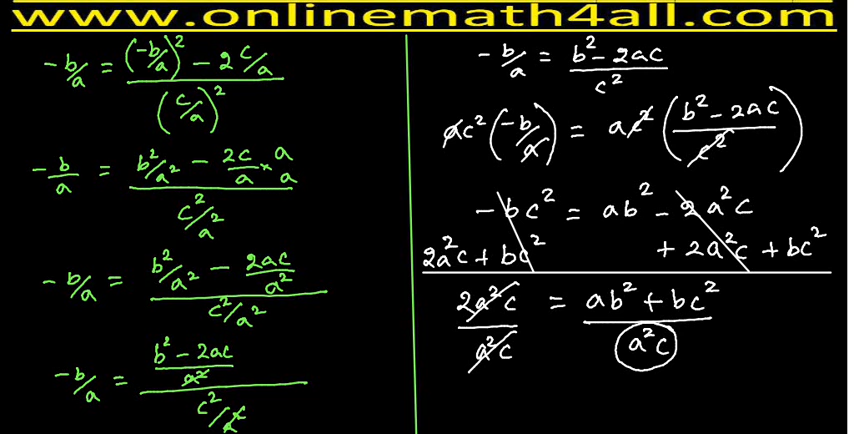 www.onlinemath4all.com
-b/a = ((-b/a)² - 2 c/a) / (c/a)²
-b/a = (b²/a² - 2c/a × a/a) / (c²/a²)
-b/a = (b²/a² - 2ac/a²) / (c²/a²)
-b/a = ((b² - 2ac)/a²) / (c²/a²)
-b/a = (b² - 2ac)/c²
ac²(-b/a) = ac²((b² - 2ac)/c²)
-bc² = ab² - 2a²c
2a²c + bc² + 2a²c + bc²
2a²c/a²c = (ab² + bc²)/a²c